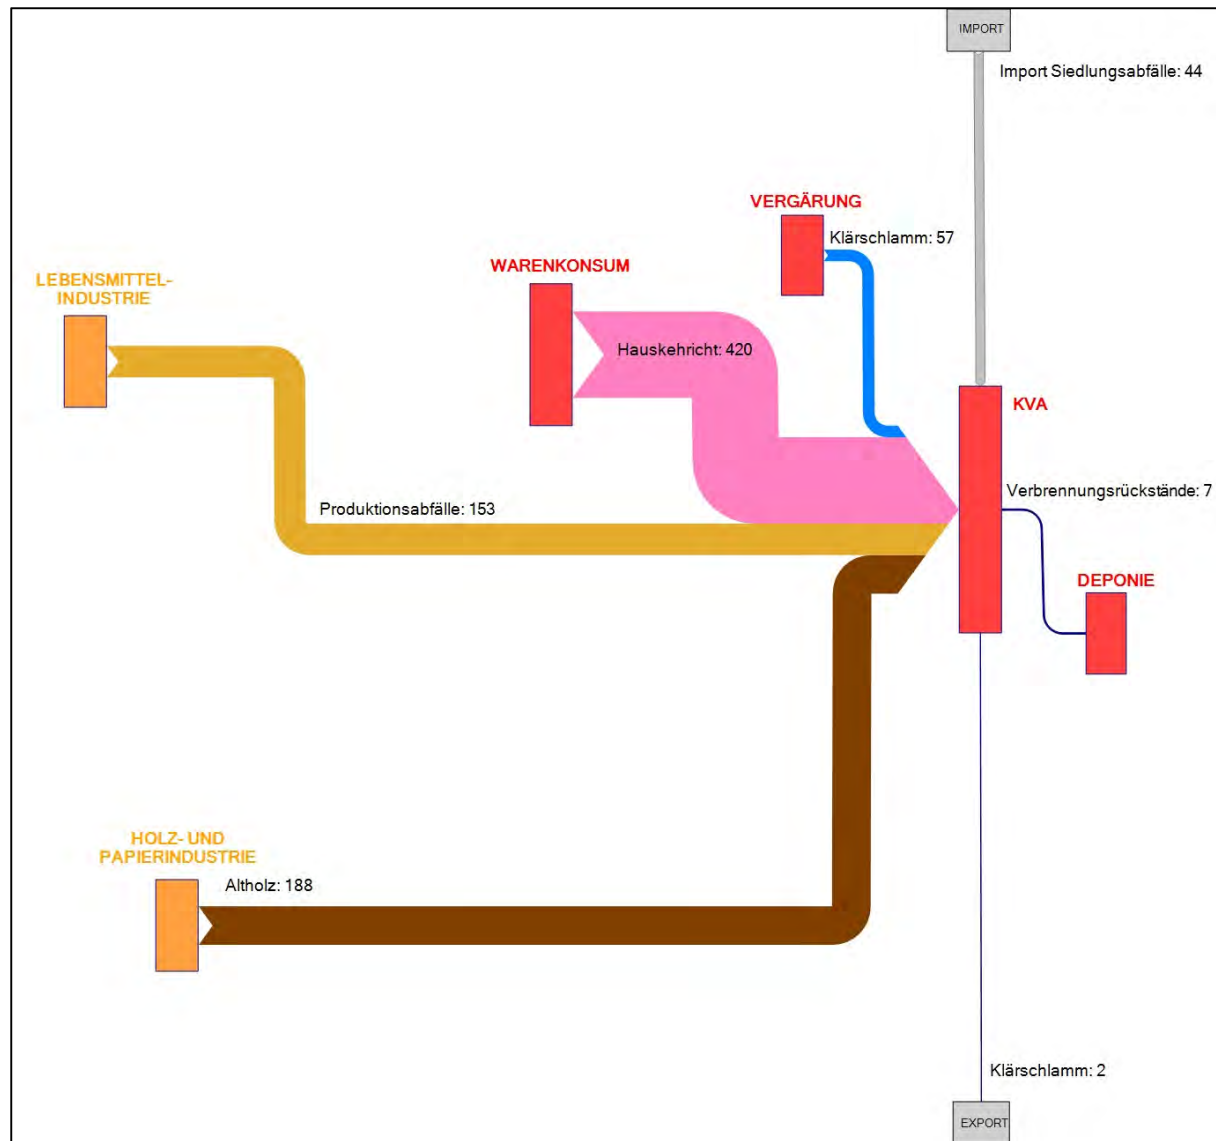 IMPORT
Import Siedlungsabfälle: 44
VERGÄRUNG
Klärschlamm: 57
WARENKONSUM
LEBENSMITTEL-
INDUSTRIE
Hauskehricht: 420
KVA
Verbrennungsrückstände: 7
Produktionsabfälle: 153
DEPONIE
HOLZ- UND
PAPIERINDUSTRIE
Altholz: 188
Klärschlamm: 2
EXPORT